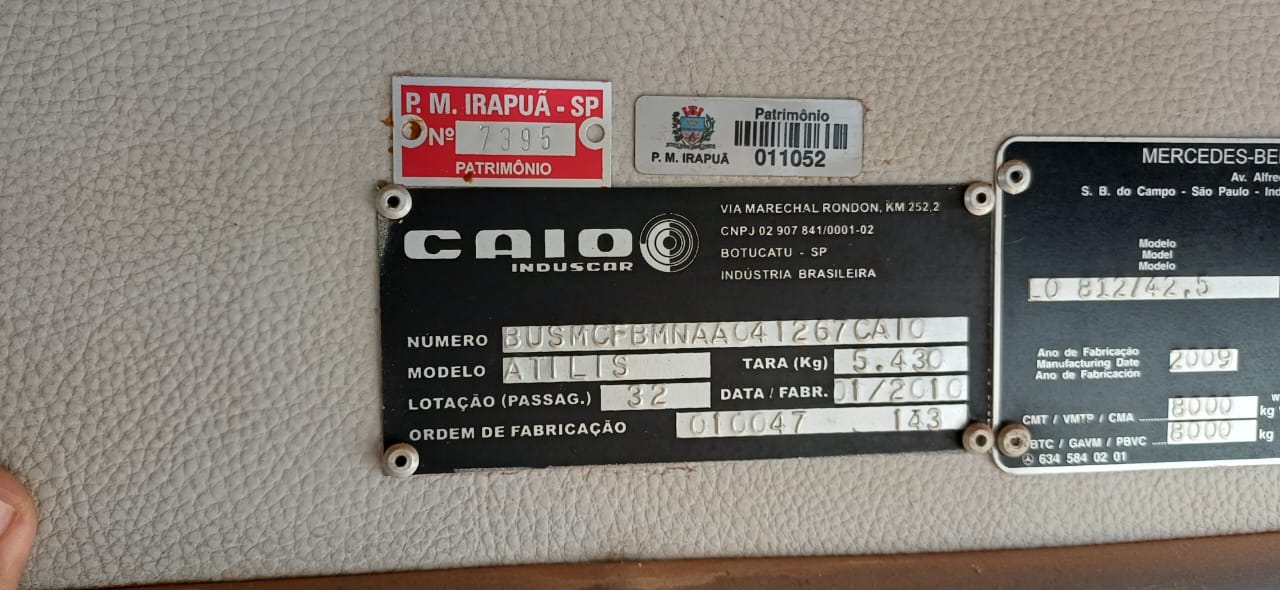 P. M. IRAPUÃ - SP
Nº 7395
PATRIMÔNIO
Patrimônio
P. M. IRAPUÃ 011052
CAIO
INDUSCAR
VIA MARECHAL RONDON, KM 252,2
CNPJ 02 907 841/0001-02
BOTUCATU - SP
INDÚSTRIA BRASILEIRA
NÚMERO BUSMCFBMNAA041267CAIO
MODELO ATILIS TARA (Kg) 5.430
LOTAÇÃO (PASSAG.) 32 DATA / FABR. 01/2010
ORDEM DE FABRICAÇÃO 010047 143
MERCEDES-BE
Av. Alfre
S. B. do Campo - São Paulo - Ind
Modelo
Model
Modelo
LO 812/42,5
Ano de Fabricação
Manufacturing Date 2009
Ano de Fabricación
CMT / VMTP / CMA 8000 kg
BTC / GAVM / PBVC 8000 kg
634 584 02 01